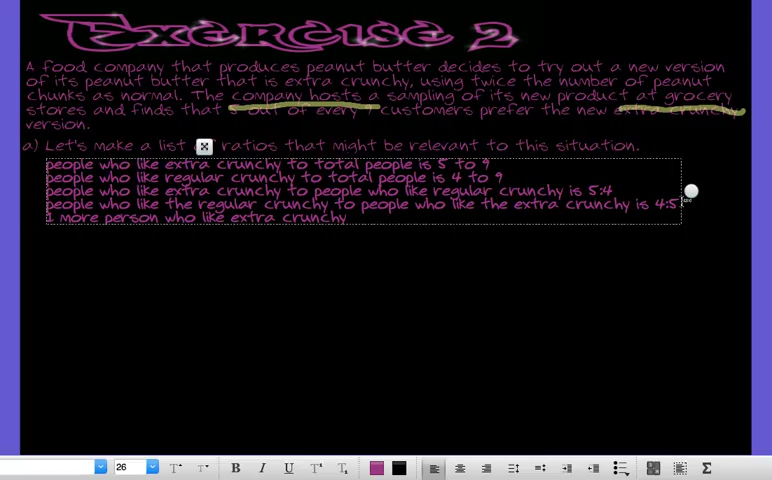 Exercise 2
A food company that produces peanut butter decides to try out a new version
of its peanut butter that is extra crunchy, using twice the number of peanut
chunks as normal. The company hosts a sampling of its new product at grocery
stores and finds that 5 out of every customers prefer the new extra crunchy
version.
a) Let's make a list of ratios that might be relevant to this situation.
people who like extra crunchy to total people is 5 to 9
people who like regular crunchy to total people is 4 to 9
people who like extra crunchy to people who like regular crunchy is 5:4
people who like the regular crunchy to people who like the extra crunchy is 4:5
1 more person who like extra crunchy
26
B I U T T Σ